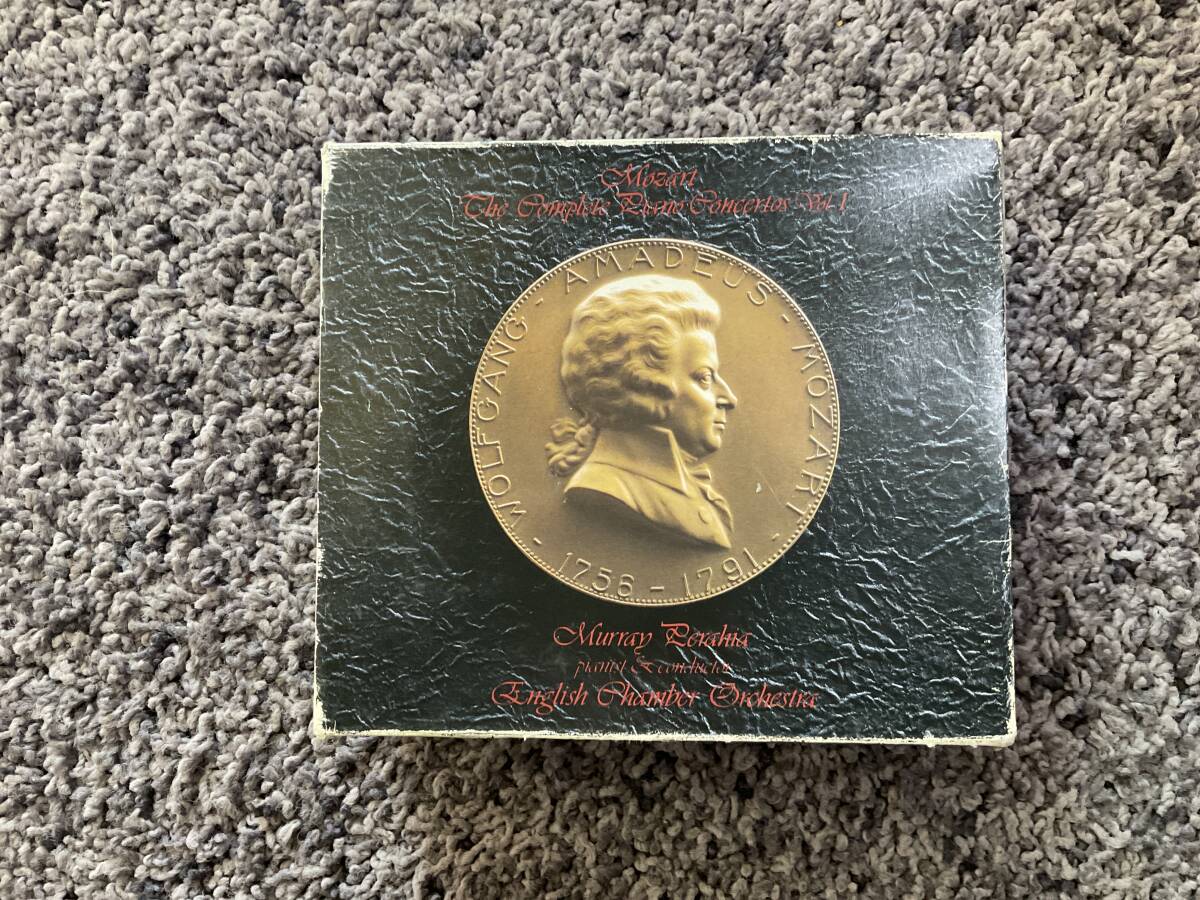 Mozart
The Complete Piano Concertos Vol 1
WOLFGANG - AMADEUS - MOZART -
- 1756 - 1791 -
Murray Perahia
pianist & conductor
English Chamber Orchestra